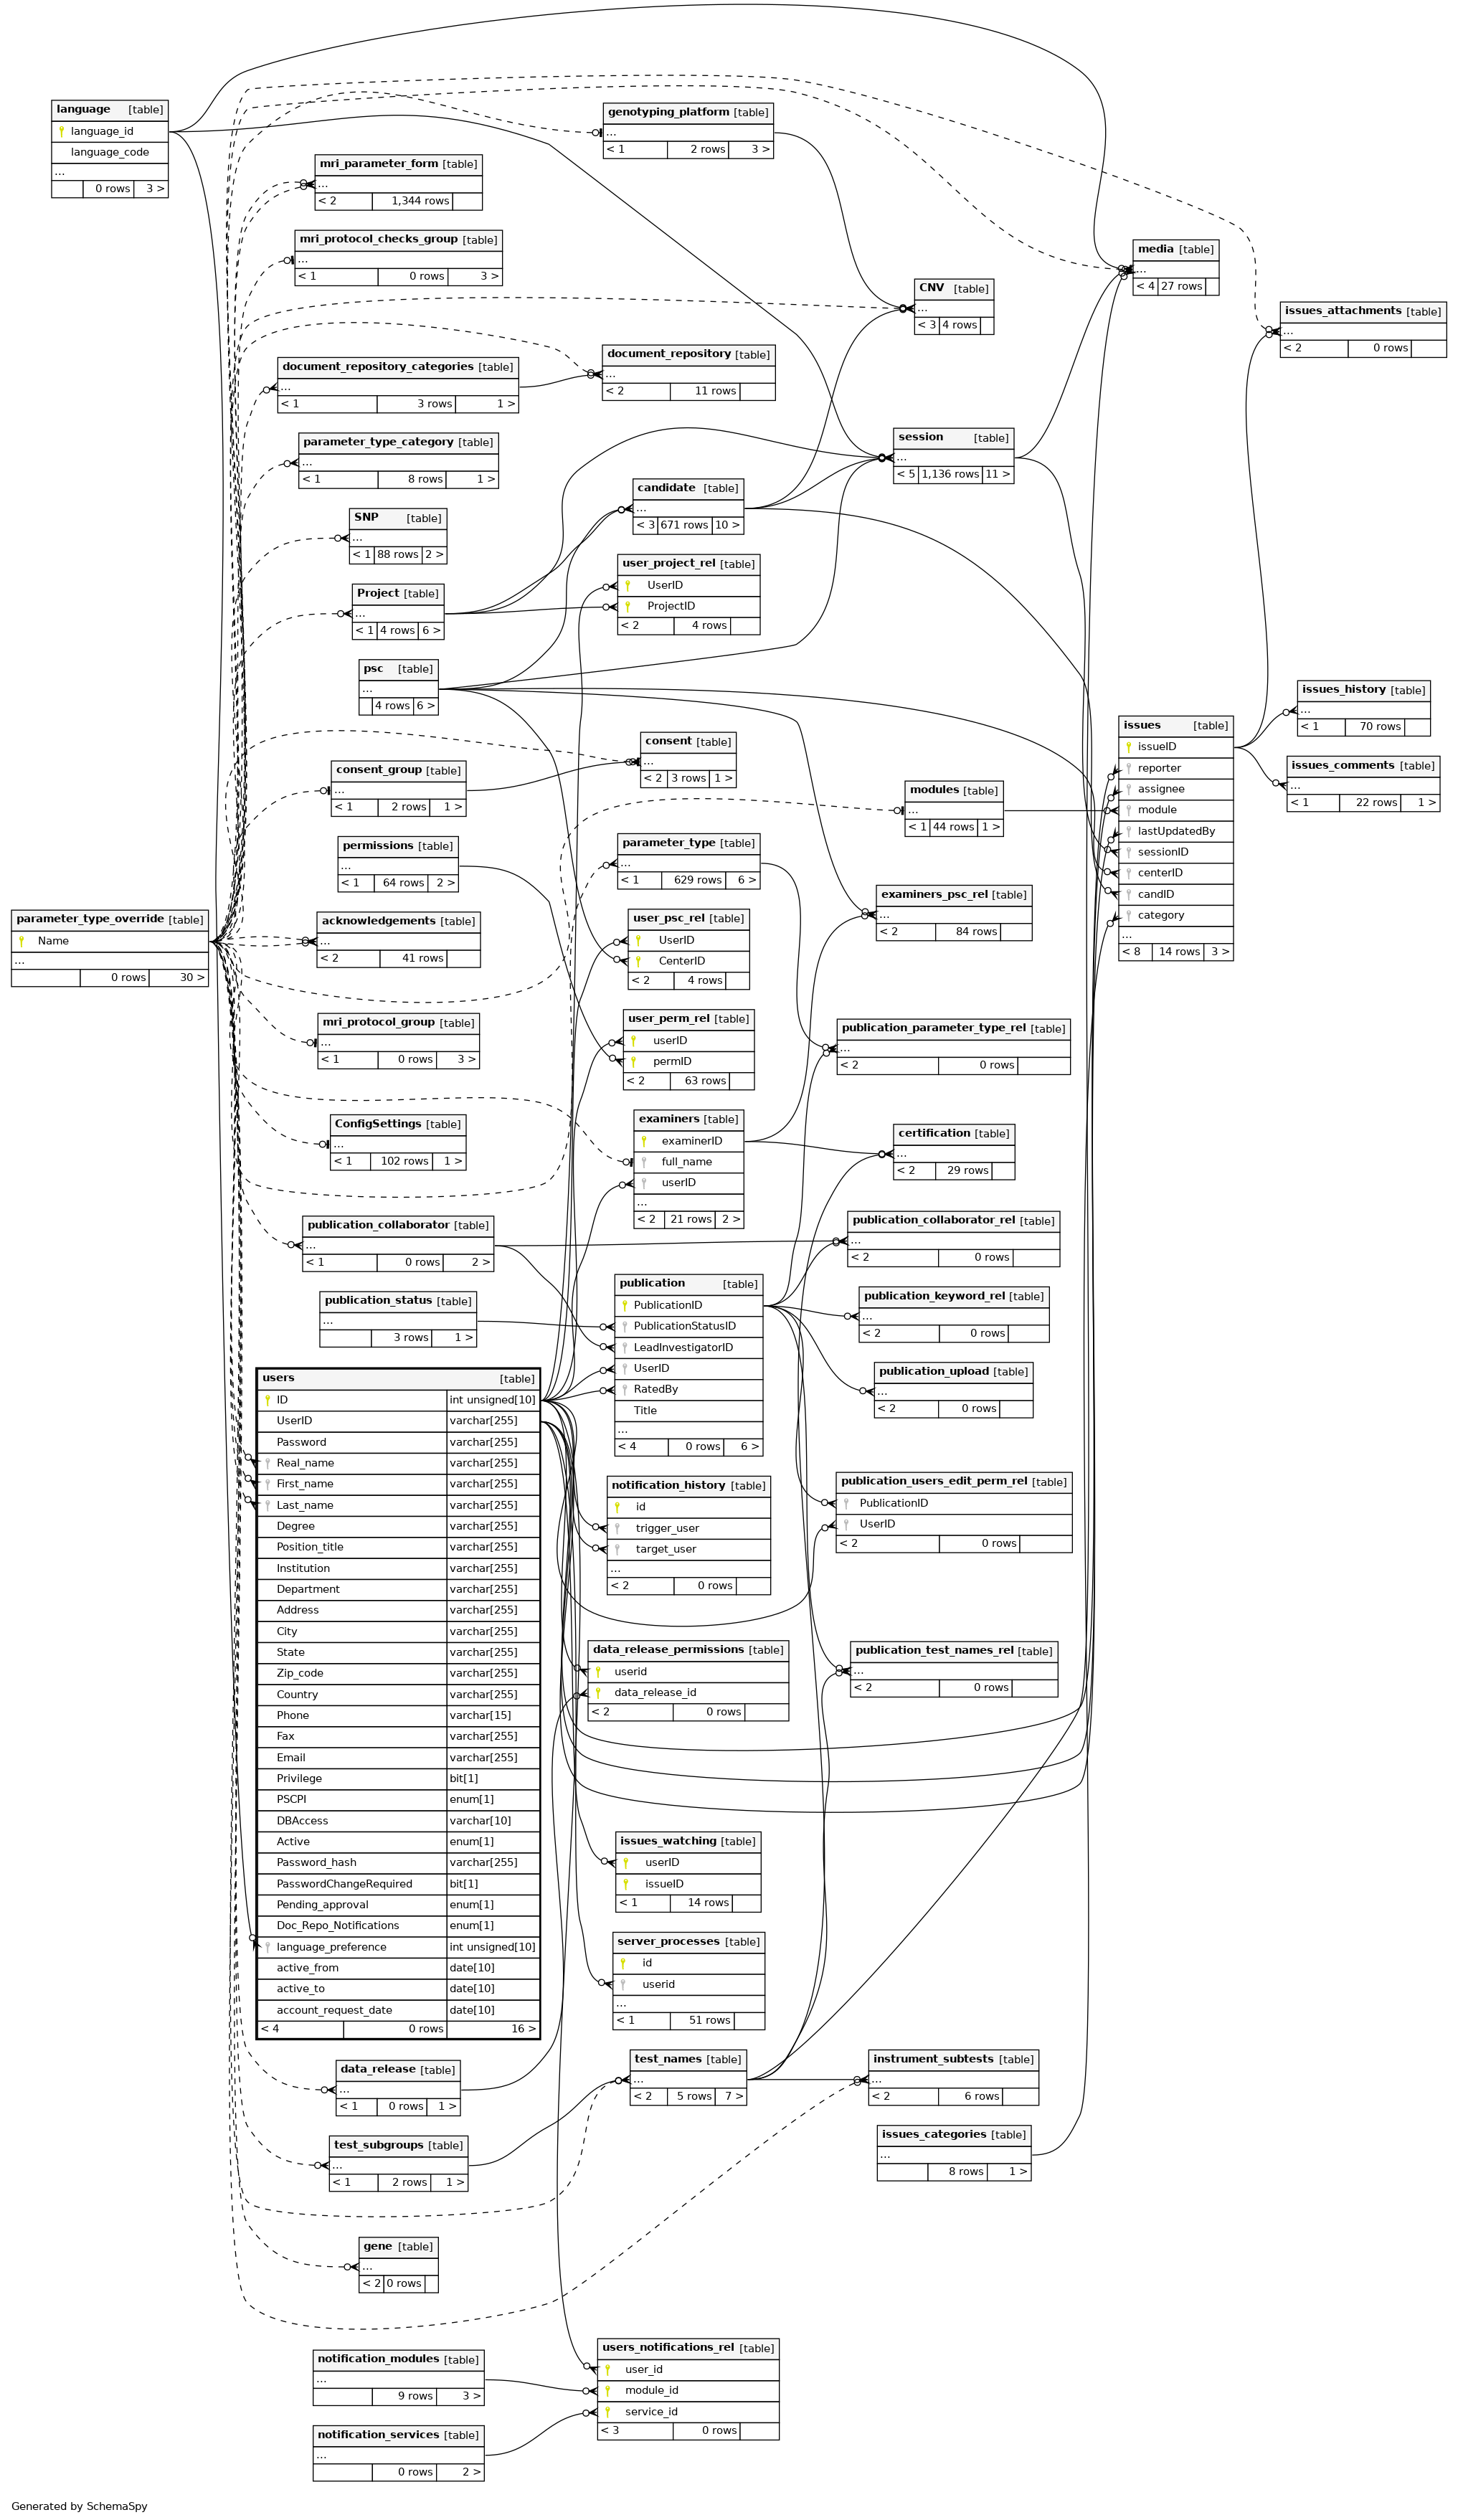 language [table]
language_id
language_code
...
0 rows 3 >
genotyping_platform [table]
...
< 1 2 rows 3 >
mri_parameter_form [table]
...
< 2 1,344 rows
mri_protocol_checks_group [table]
...
< 1 0 rows 3 >
media [table]
...
< 4 27 rows
CNV [table]
...
< 3 4 rows
issues_attachments [table]
...
< 2 0 rows
document_repository [table]
...
< 2 11 rows
document_repository_categories [table]
...
< 1 3 rows 1 >
parameter_type_category [table]
...
< 1 8 rows 1 >
session [table]
...
< 5 1,136 rows 11 >
candidate [table]
...
< 3 671 rows 10 >
SNP [table]
...
< 1 88 rows 2 >
user_project_rel [table]
UserID
ProjectID
< 2 4 rows
Project [table]
...
< 1 4 rows 6 >
psc [table]
...
4 rows 6 >
issues_history [table]
...
< 1 70 rows
issues [table]
issueID
reporter
assignee
module
lastUpdatedBy
sessionID
centerID
candID
category
...
< 8 14 rows 3 >
consent [table]
...
< 2 3 rows 1 >
issues_comments [table]
...
< 1 22 rows 1 >
consent_group [table]
...
< 1 2 rows 1 >
modules [table]
...
< 1 44 rows 1 >
permissions [table]
...
< 1 64 rows 2 >
parameter_type [table]
...
< 1 629 rows 6 >
examiners_psc_rel [table]
...
< 2 84 rows
parameter_type_override [table]
Name
...
0 rows 30 >
acknowledgements [table]
...
< 2 41 rows
user_psc_rel [table]
UserID
CenterID
< 2 4 rows
mri_protocol_group [table]
...
< 1 0 rows 3 >
user_perm_rel [table]
userID
permID
< 2 63 rows
publication_parameter_type_rel [table]
...
< 2 0 rows
ConfigSettings [table]
...
< 1 102 rows 1 >
examiners [table]
examinerID
full_name
userID
...
< 2 21 rows 2 >
certification [table]
...
< 2 29 rows
publication_collaborator [table]
...
< 1 0 rows 2 >
publication_collaborator_rel [table]
...
< 2 0 rows
publication_status [table]
...
3 rows 1 >
publication [table]
PublicationID
PublicationStatusID
LeadInvestigatorID
UserID
RatedBy
Title
...
< 4 0 rows 6 >
publication_keyword_rel [table]
...
< 2 0 rows
publication_upload [table]
...
< 2 0 rows
users [table]
ID int unsigned[10]
UserID varchar[255]
Password varchar[255]
Real_name varchar[255]
First_name varchar[255]
Last_name varchar[255]
Degree varchar[255]
Position_title varchar[255]
Institution varchar[255]
Department varchar[255]
Address varchar[255]
City varchar[255]
State varchar[255]
Zip_code varchar[255]
Country varchar[255]
Phone varchar[15]
Fax varchar[255]
Email varchar[255]
Privilege bit[1]
PSCPI enum[1]
DBAccess varchar[10]
Active enum[1]
Password_hash varchar[255]
PasswordChangeRequired bit[1]
Pending_approval enum[1]
Doc_Repo_Notifications enum[1]
language_preference int unsigned[10]
active_from date[10]
active_to date[10]
account_request_date date[10]
< 4 0 rows 16 >
notification_history [table]
id
trigger_user
target_user
...
< 2 0 rows
publication_users_edit_perm_rel [table]
PublicationID
UserID
< 2 0 rows
data_release_permissions [table]
userid
data_release_id
< 2 0 rows
publication_test_names_rel [table]
...
< 2 0 rows
issues_watching [table]
userID
issueID
< 1 14 rows
server_processes [table]
id
userid
...
< 1 51 rows
data_release [table]
...
< 1 0 rows 1 >
test_names [table]
...
< 2 5 rows 7 >
instrument_subtests [table]
...
< 2 6 rows
issues_categories [table]
...
8 rows 1 >
test_subgroups [table]
...
< 1 2 rows 1 >
gene [table]
...
< 2 0 rows
notification_modules [table]
...
9 rows 3 >
users_notifications_rel [table]
user_id
module_id
service_id
< 3 0 rows
notification_services [table]
...
0 rows 2 >
Generated by SchemaSpy